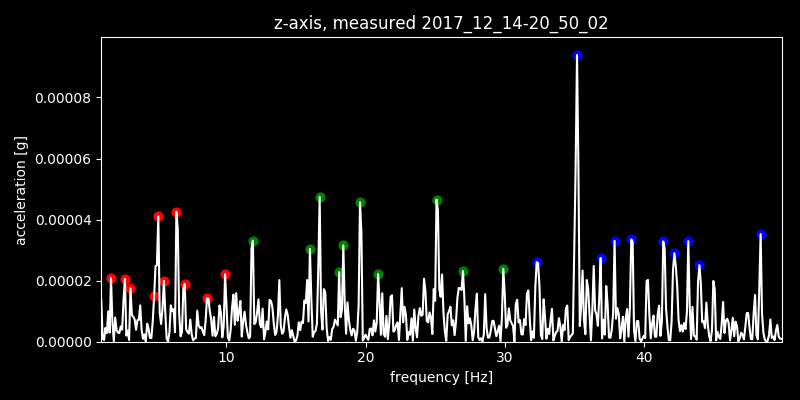 z-axis, measured 2017_12_14-20_50_02
acceleration [g]
0.00008
0.00006
0.00004
0.00002
0.00000
10 20 30 40
frequency [Hz]